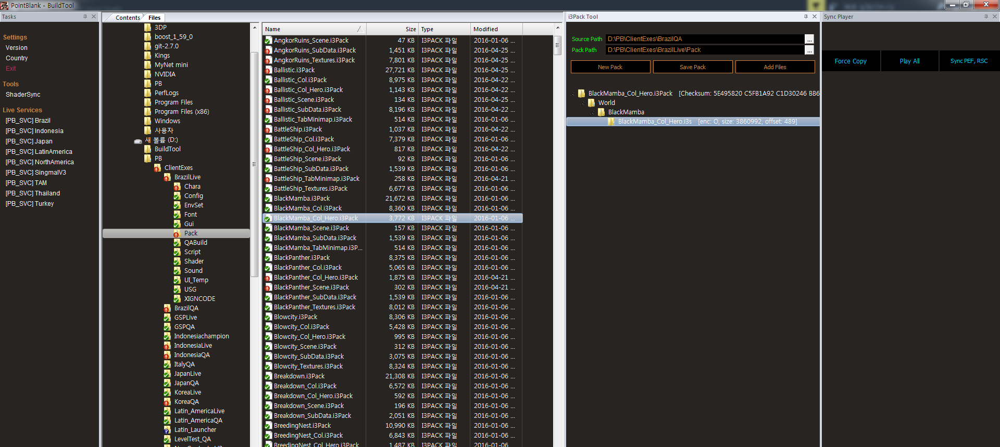 PointBlank - BuildTool
Tasks
Settings
Version
Country
Exit
Tools
ShaderSync
Live Services
[PB_SVC] Brazil
[PB_SVC] Indonesia
[PB_SVC] Japan
[PB_SVC] LatinAmerica
[PB_SVC] NorthAmerica
[PB_SVC] SingmalV3
[PB_SVC] TAM
[PB_SVC] Thailand
[PB_SVC] Turkey
Contents Files
3DP
boost_1_59_0
git-2.7.0
Kings
MyNet mini
NVIDIA
PB
PerfLogs
Program Files
Program Files (x86)
Windows
사용자
새 볼륨 (D:)
BuildTool
PB
ClientExes
BrazilLive
Chara
Config
EnvSet
Font
Gui
Pack
QABuild
Script
Shader
Sound
UI_Temp
USG
XIGNCODE
BrazilQA
GSPLive
GSPQA
Indonesiachampion
IndonesiaLive
IndonesiaQA
ItalyQA
JapanLive
JapanQA
KoreaLive
KoreaQA
Latin_AmericaLive
Latin_AmericaQA
Latin_Launcher
LevelTest_QA
Name Size Type Modified
AngkorRuins_Scene.i3Pack 47 KB I3PACK 파일 2016-01-06 ...
AngkorRuins_SubData.i3Pack 1,451 KB I3PACK 파일 2016-04-25 ...
AngkorRuins_Textures.i3Pack 7,801 KB I3PACK 파일 2016-04-25 ...
Ballistic.i3Pack 27,721 KB I3PACK 파일 2016-04-25 ...
Ballistic_Col.i3Pack 8,975 KB I3PACK 파일 2016-04-22 ...
Ballistic_Col_Hero.i3Pack 1,143 KB I3PACK 파일 2016-04-22 ...
Ballistic_Scene.i3Pack 134 KB I3PACK 파일 2016-04-25 ...
Ballistic_SubData.i3Pack 8,196 KB I3PACK 파일 2016-04-22 ...
Ballistic_TabMinimap.i3Pack 514 KB I3PACK 파일 2016-01-06 ...
BattleShip.i3Pack 1,037 KB I3PACK 파일 2016-04-22 ...
BattleShip_Col.i3Pack 7,379 KB I3PACK 파일 2016-01-06 ...
BattleShip_Col_Hero.i3Pack 817 KB I3PACK 파일 2016-04-22 ...
BattleShip_Scene.i3Pack 92 KB I3PACK 파일 2016-01-06 ...
BattleShip_SubData.i3Pack 1,539 KB I3PACK 파일 2016-01-06 ...
BattleShip_TabMinimap.i3Pack 258 KB I3PACK 파일 2016-04-21 ...
BattleShip_Textures.i3Pack 6,677 KB I3PACK 파일 2016-01-06 ...
BlackMamba.i3Pack 21,672 KB I3PACK 파일 2016-01-06 ...
BlackMamba_Col.i3Pack 8,360 KB I3PACK 파일 2016-01-06 ...
BlackMamba_Col_Hero.i3Pack 3,772 KB I3PACK 파일 2016-01-06 ...
BlackMamba_Scene.i3Pack 157 KB I3PACK 파일 2016-01-06 ...
BlackMamba_SubData.i3Pack 1,539 KB I3PACK 파일 2016-01-06 ...
BlackMamba_TabMinimap.i3P... 514 KB I3PACK 파일 2016-01-06 ...
BlackPanther.i3Pack 8,375 KB I3PACK 파일 2016-01-06 ...
BlackPanther_Col.i3Pack 5,065 KB I3PACK 파일 2016-01-06 ...
BlackPanther_Col_Hero.i3Pack 1,875 KB I3PACK 파일 2016-04-21 ...
BlackPanther_Scene.i3Pack 302 KB I3PACK 파일 2016-04-21 ...
BlackPanther_SubData.i3Pack 1,539 KB I3PACK 파일 2016-01-06 ...
BlackPanther_Textures.i3Pack 8,012 KB I3PACK 파일 2016-01-06 ...
Blowcity.i3Pack 8,306 KB I3PACK 파일 2016-01-06 ...
Blowcity_Col.i3Pack 5,428 KB I3PACK 파일 2016-01-06 ...
Blowcity_Col_Hero.i3Pack 995 KB I3PACK 파일 2016-01-06 ...
Blowcity_Scene.i3Pack 312 KB I3PACK 파일 2016-01-06 ...
Blowcity_SubData.i3Pack 3,075 KB I3PACK 파일 2016-01-06 ...
Blowcity_Textures.i3Pack 8,324 KB I3PACK 파일 2016-01-06 ...
Breakdown.i3Pack 21,308 KB I3PACK 파일 2016-01-06 ...
Breakdown_Col.i3Pack 6,572 KB I3PACK 파일 2016-01-06 ...
Breakdown_Col_Hero.i3Pack 592 KB I3PACK 파일 2016-01-06 ...
Breakdown_Scene.i3Pack 196 KB I3PACK 파일 2016-01-06 ...
Breakdown_SubData.i3Pack 2,051 KB I3PACK 파일 2016-01-06 ...
BreedingNest.i3Pack 10,990 KB I3PACK 파일 2016-01-06 ...
BreedingNest_Col.i3Pack 6,843 KB I3PACK 파일 2016-01-06 ...
BreedingNest_Col_Hero.i3Pack 1,487 KB I3PACK 파일 2016-01-06 ...
i3Pack Tool
Source Path D:\PB\ClientExes\BrazilQA ...
Pack Path D:\PB\ClientExes\BrazilLive\Pack ...
New Pack Save Pack Add Files
BlackMamba_Col_Hero.i3Pack [Checksum: 5E495820 C5FB1A92 C1D30246 BB6
World
BlackMamba
BlackMamba_Col_Hero.i3s [enc: O, size: 3860992, offset: 489]
Sync Player
Force Copy Play All Sync PEF, RSC